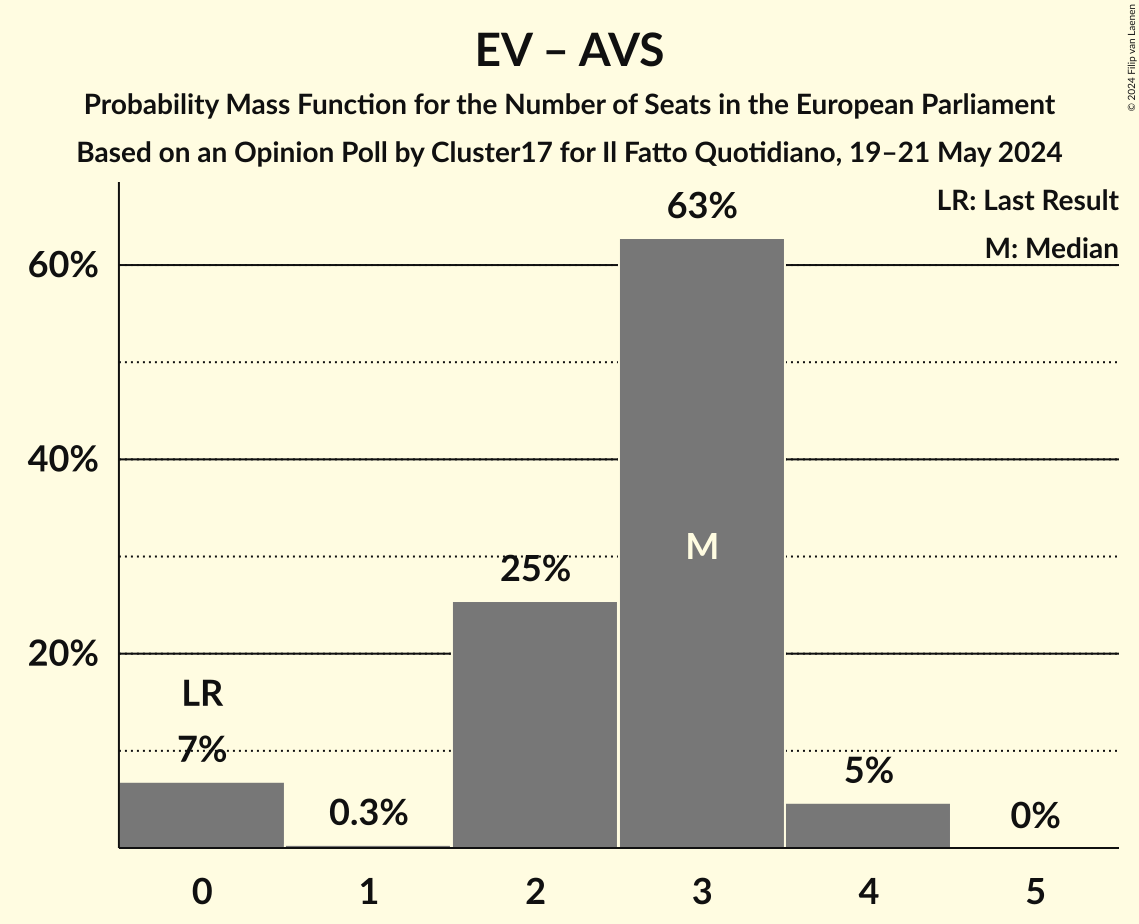 EV – AVS
Probability Mass Function for the Number of Seats in the European Parliament
Based on an Opinion Poll by Cluster17 for Il Fatto Quotidiano, 19–21 May 2024
© 2024 Filip van Laenen
LR: Last Result
M: Median
63%
60%
40%
M
25%
20%
LR
7%
5%
0.3%
0%
0 1 2 3 4 5